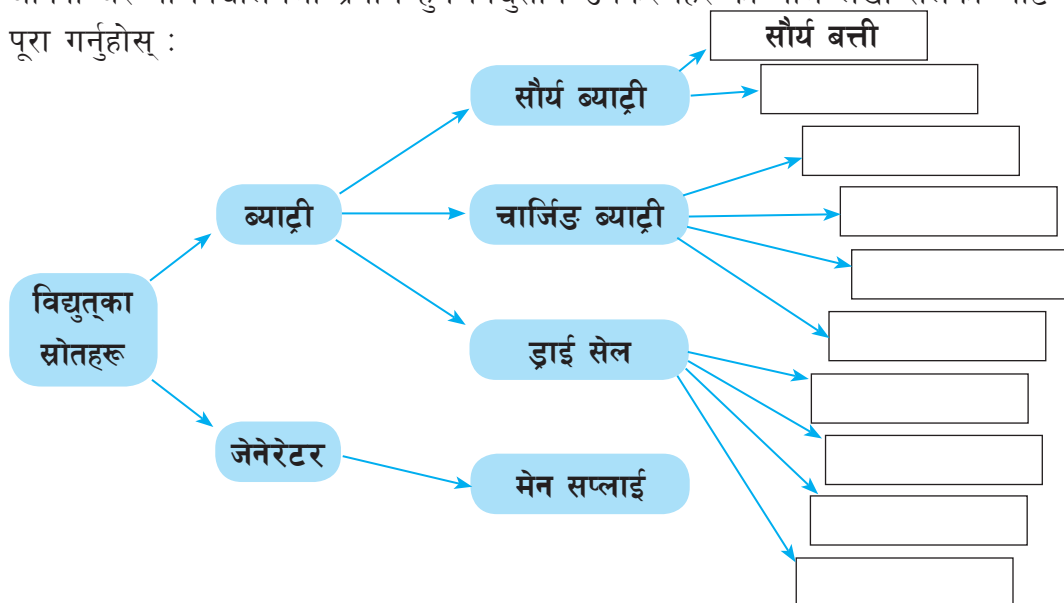 पूरा गर्नुहोस् :
सौर्य बत्ती
सौर्य ब्याट्री
ब्याट्री
चार्जिङ ब्याट्री
विद्युत्का
स्रोतहरू
ड्राई सेल
जेनेरेटर
मेन सप्लाई